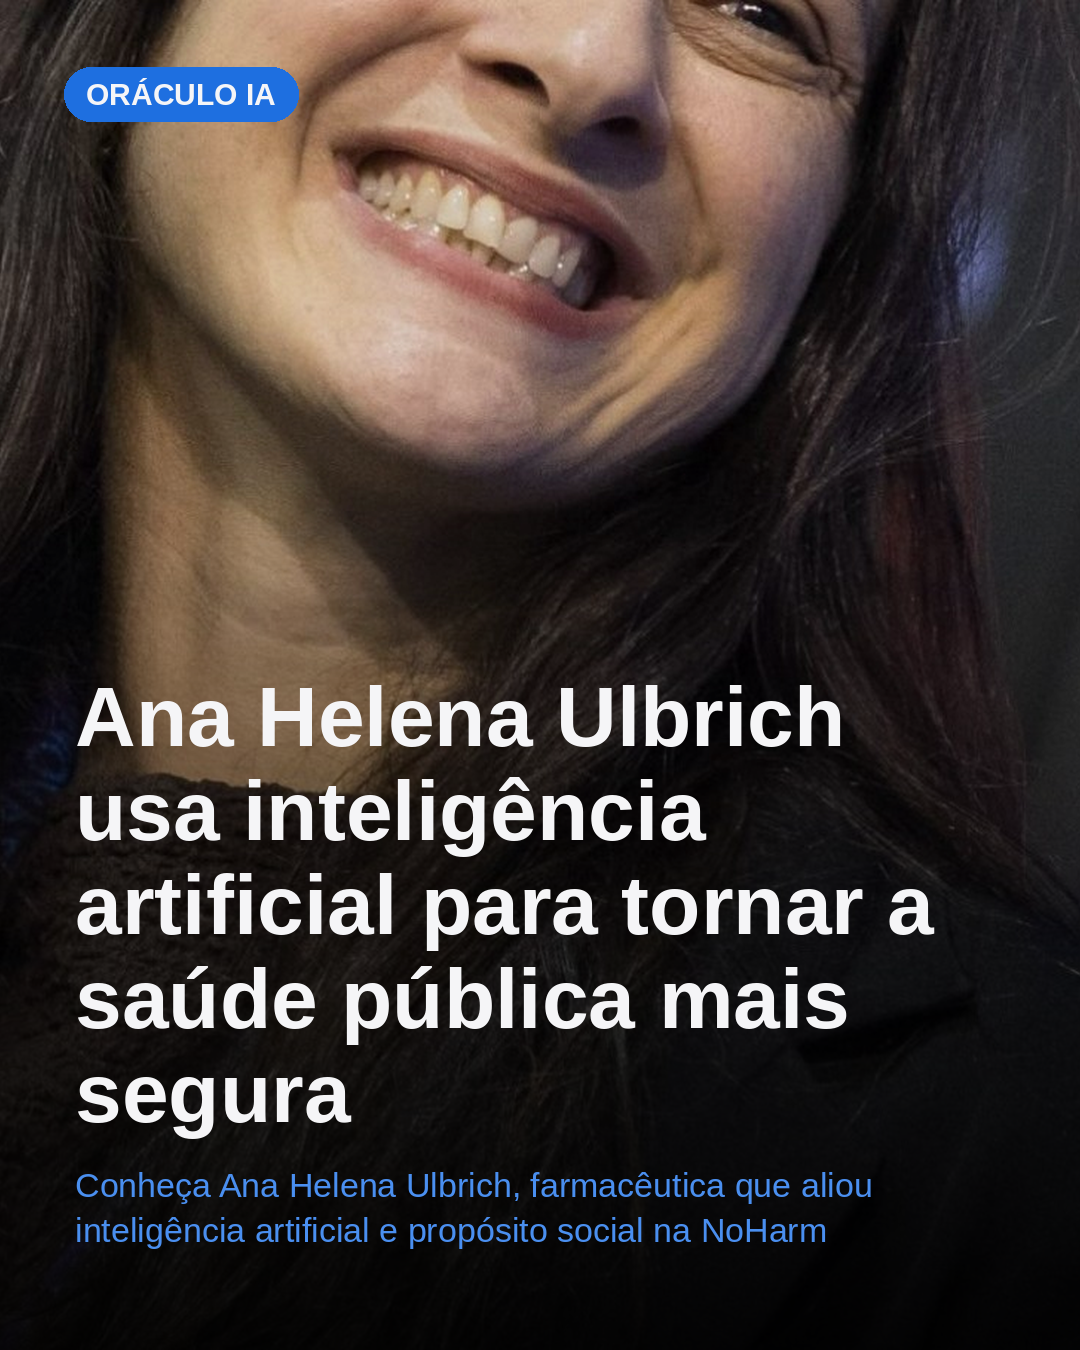 ORÁCULO IA
Ana Helena Ulbrich
usa inteligência
artificial para tornar a
saúde pública mais
segura
Conheça Ana Helena Ulbrich, farmacêutica que aliou
inteligência artificial e propósito social na NoHarm